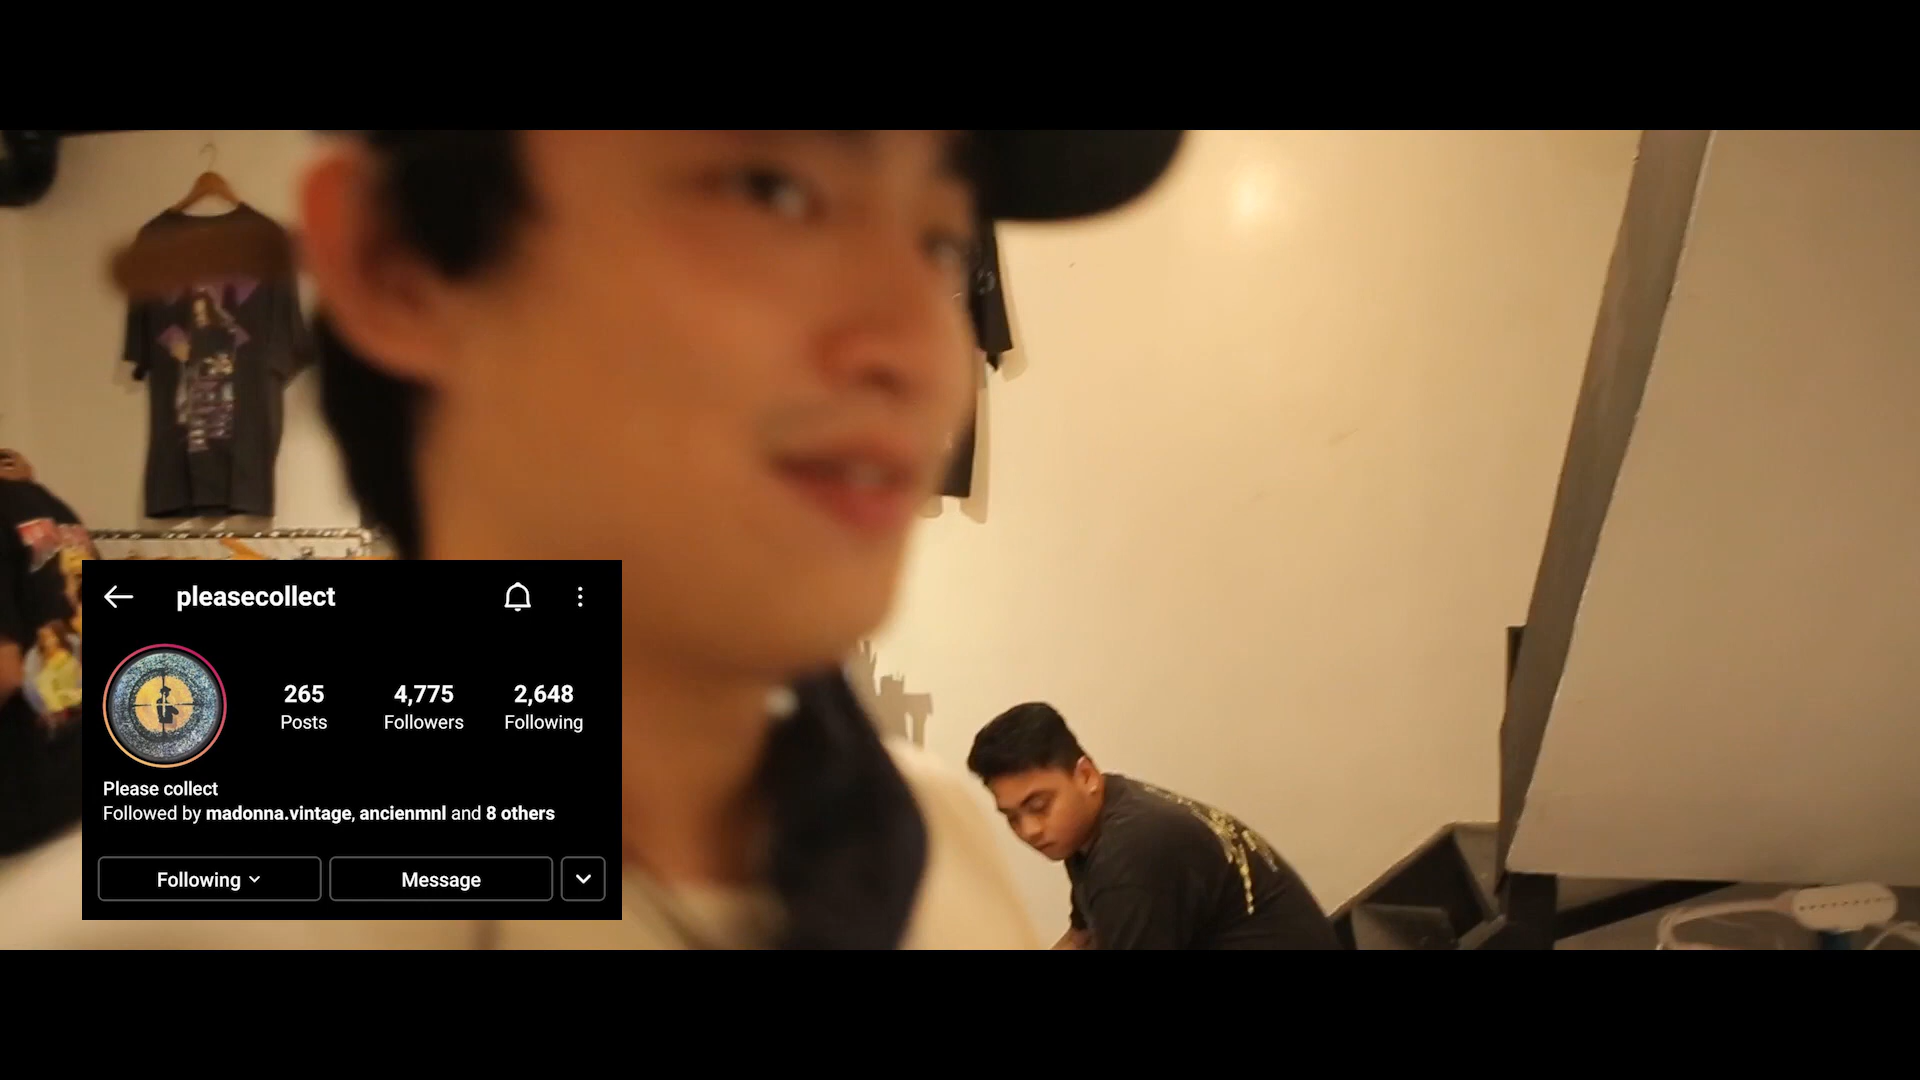 pleasecollect
265
4,775
2,648
Posts
Followers
Following
Please collect
Followed by madonna.vintage, ancienmnl and 8 others
Following
Message